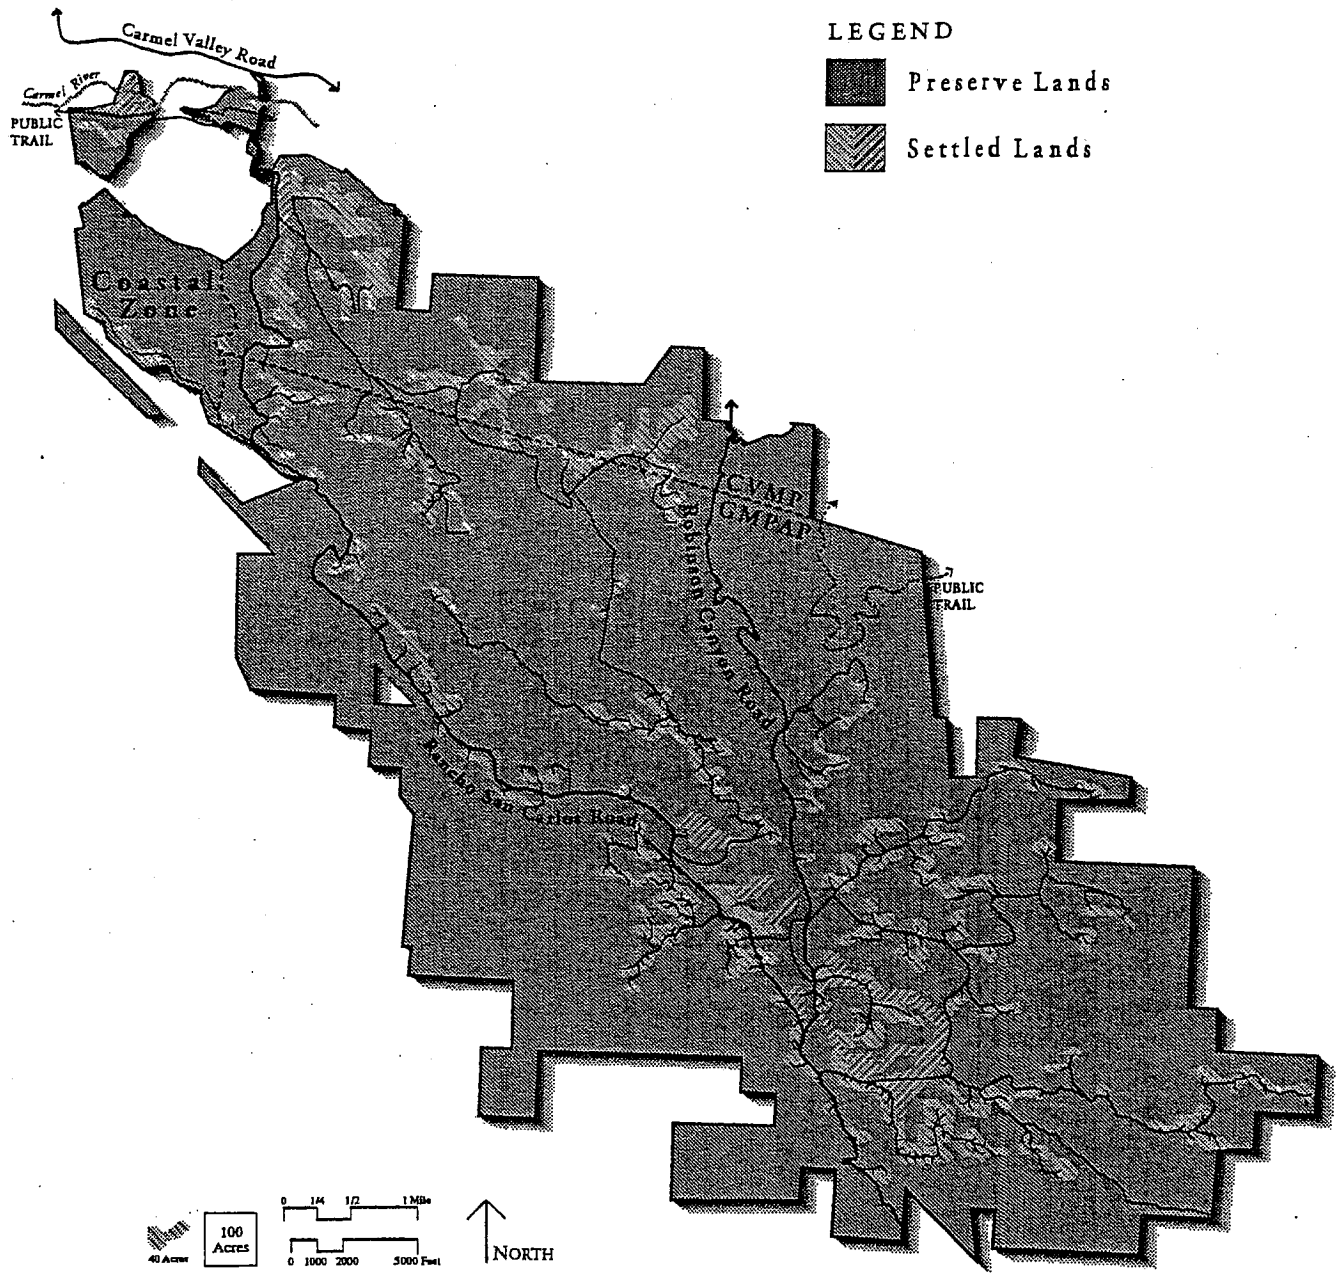 LEGEND
Preserve Lands
Settled Lands
Carmel Valley Road
Carmel River
PUBLIC
TRAIL
Coastal
Zone
CVMP
GMPAP
Robinson Canyon Road
PUBLIC
TRAIL
Rancho San Carlos Road
0 1/4 1/2 1 Mile
100
Acres
40 Acres
0 1000 2000 5000 Feet
NORTH